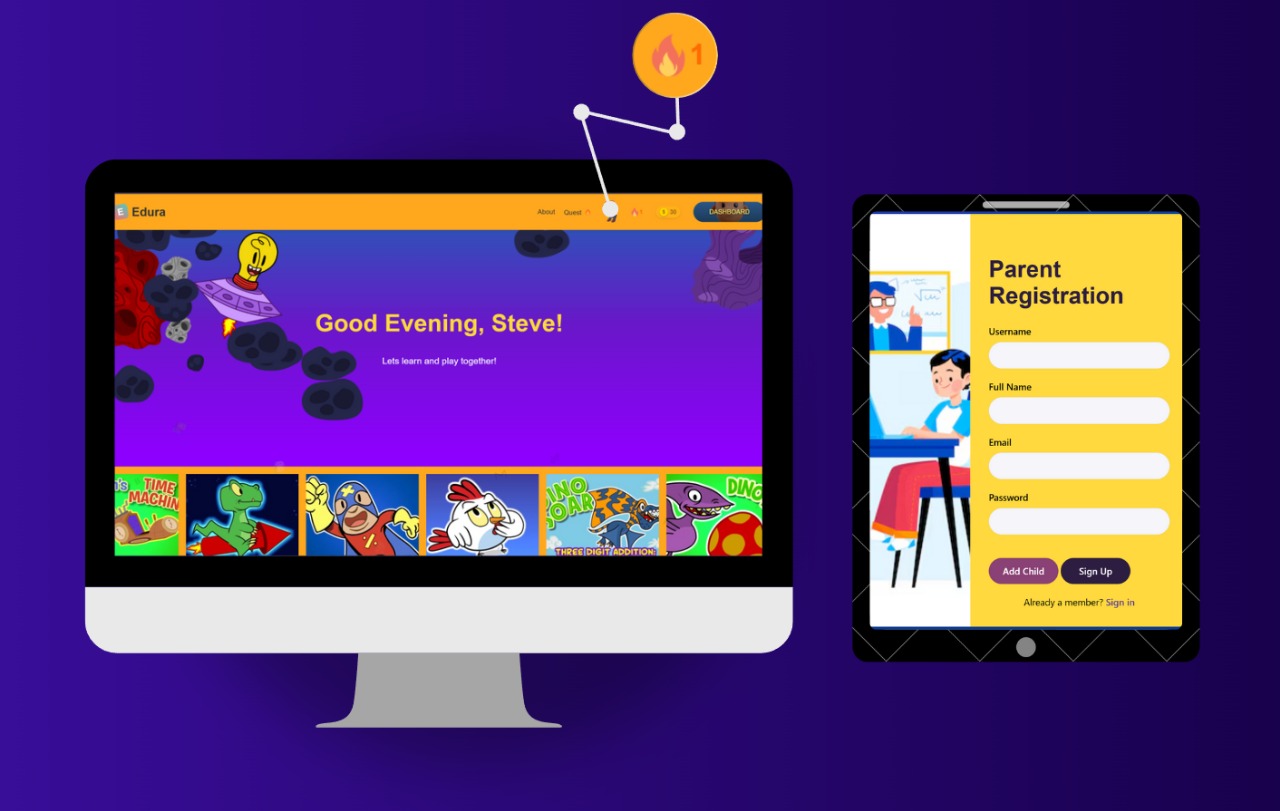 1
E Edura
About Quest 1 1 30 DASHBOARD
Good Evening, Steve!
Lets learn and play together!
's TIME
MACHIN
DINO
SOAR
THREE DIGIT ADDITION:
DINO
Parent
Registration
Username
Full Name
Email
Password
Add Child Sign Up
Already a member? Sign in